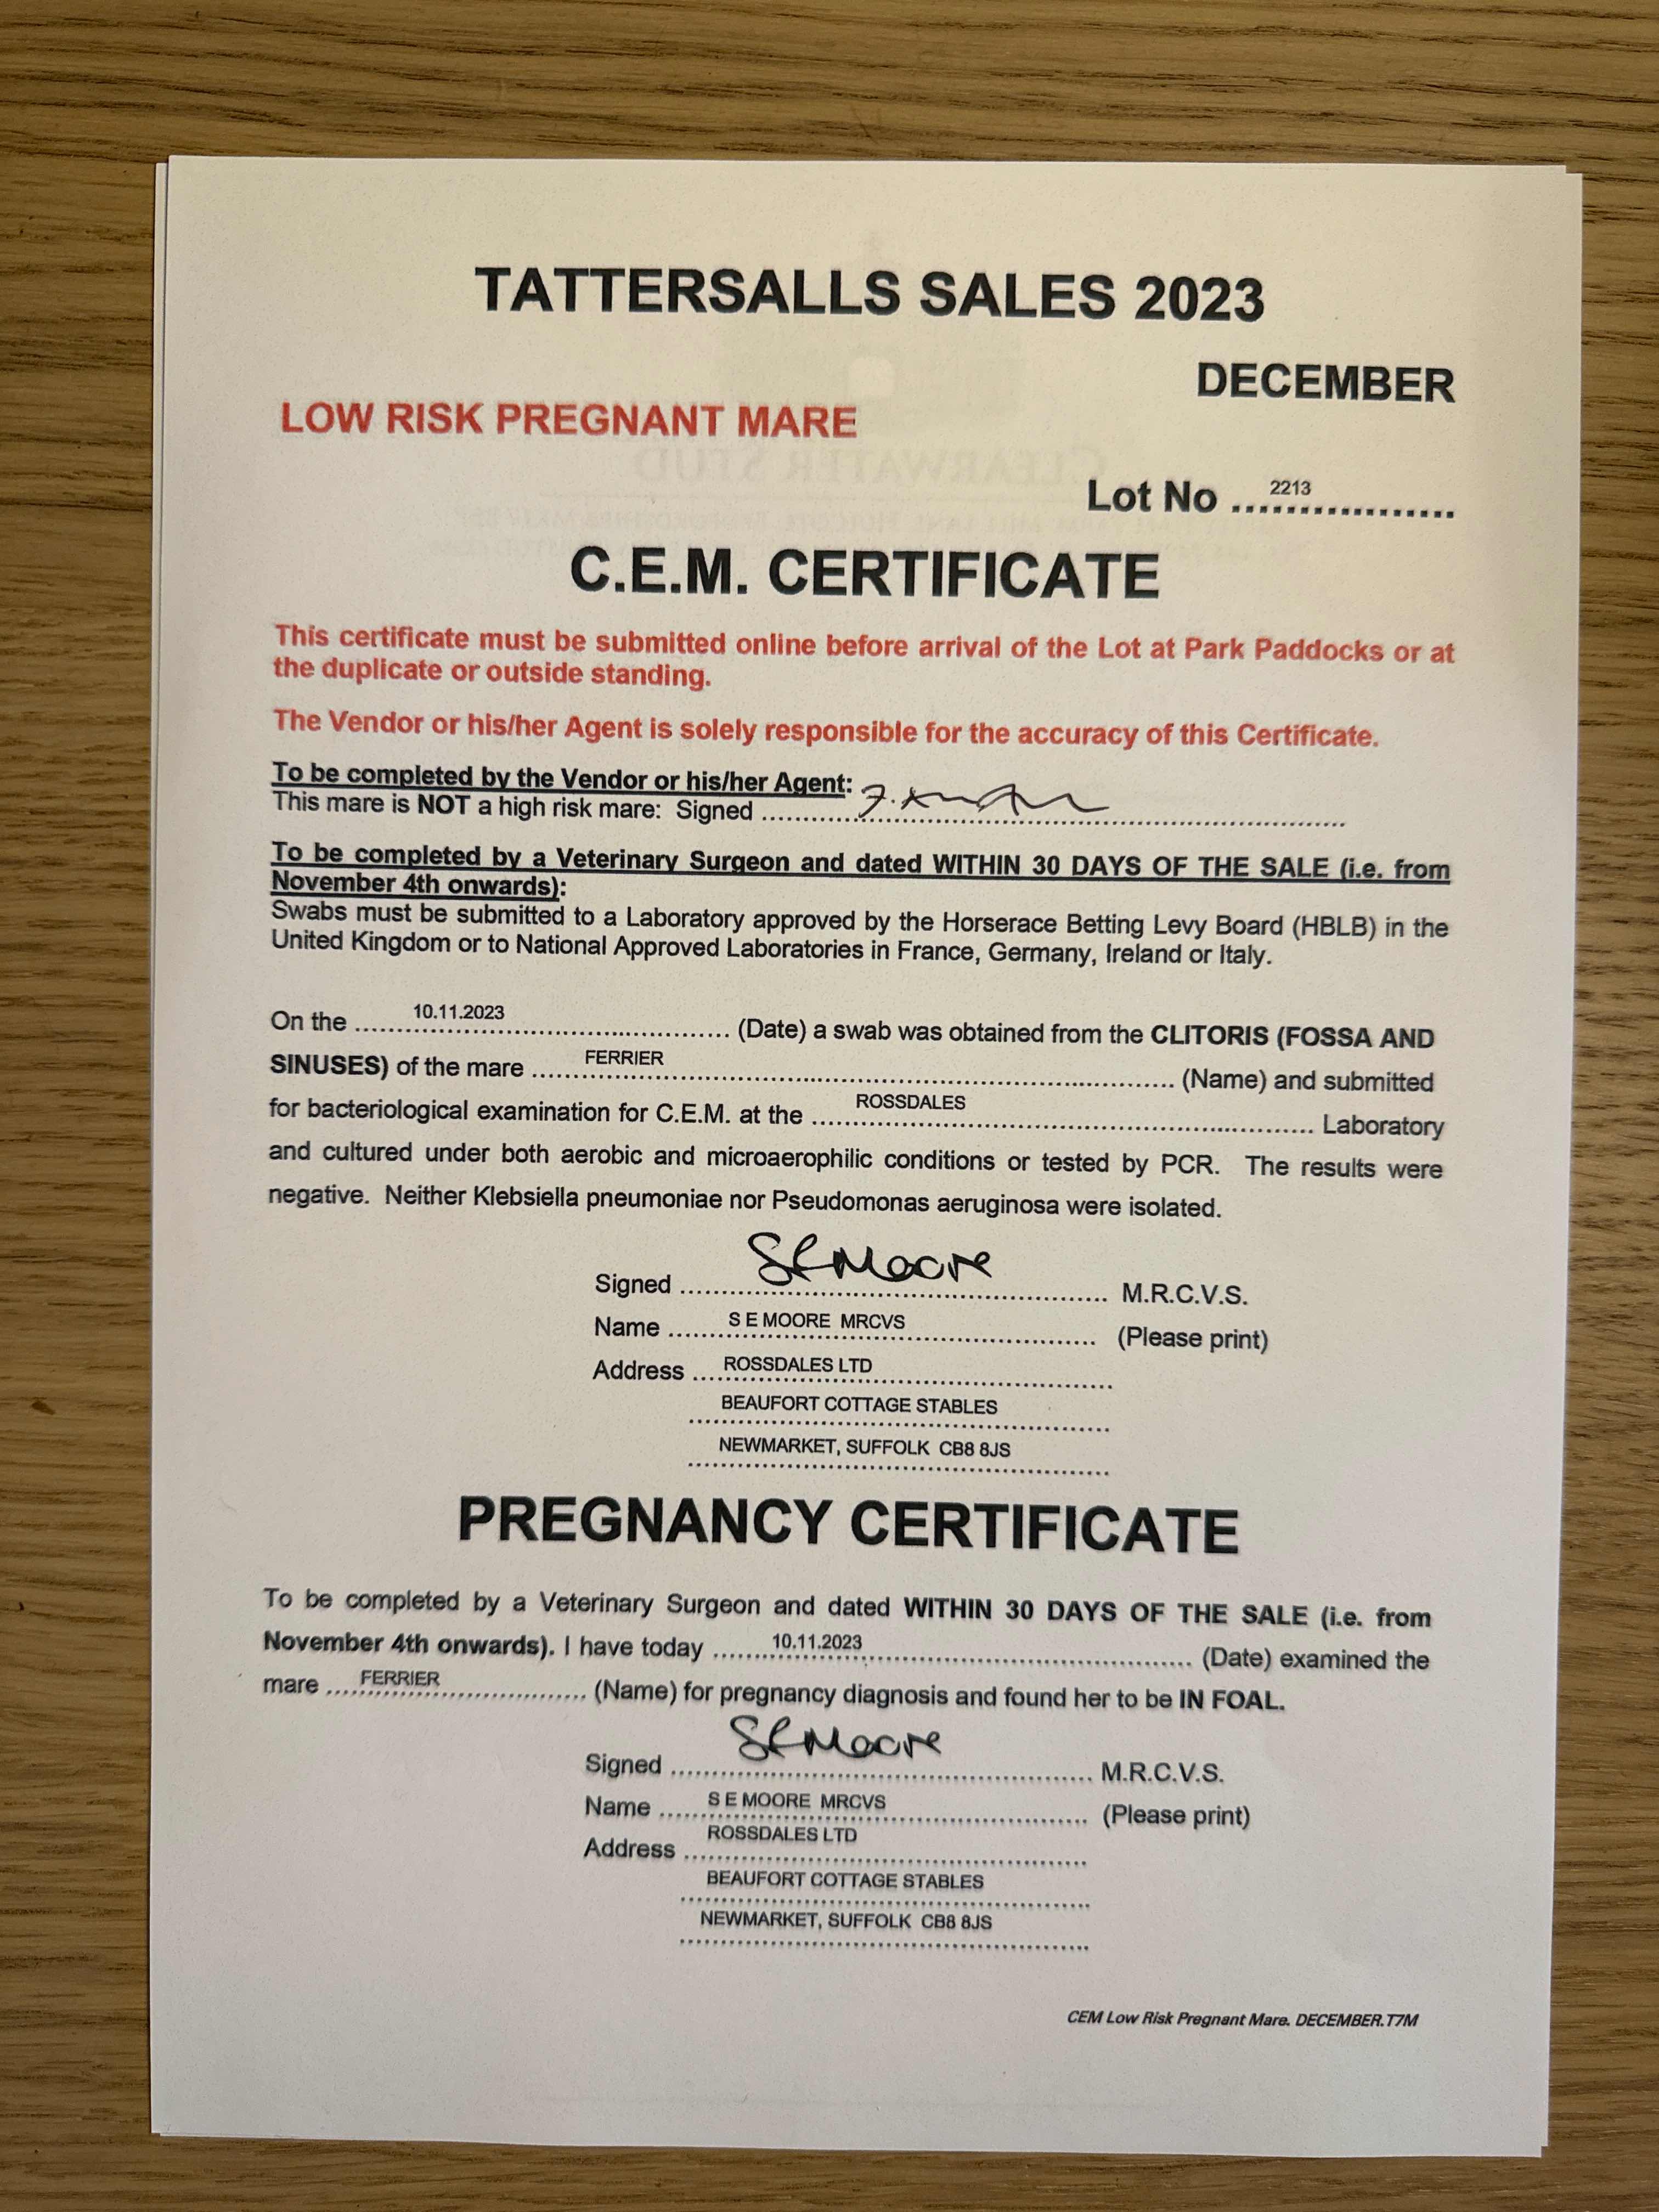 TATTERSALLS SALES 2023
DECEMBER
LOW RISK PREGNANT MARE
Lot No 2213
C.E.M. CERTIFICATE
This certificate must be submitted online before arrival of the Lot at Park Paddocks or at
the duplicate or outside standing.
The Vendor or his/her Agent is solely responsible for the accuracy of this Certificate.
To be completed by the Vendor or his/her Agent:
This mare is NOT a high risk mare: Signed
To be completed by a Veterinary Surgeon and dated WITHIN 30 DAYS OF THE SALE (i.e. from
November 4th onwards):
Swabs must be submitted to a Laboratory approved by the Horserace Betting Levy Board (HBLB) in the
United Kingdom or to National Approved Laboratories in France, Germany, Ireland or Italy.
On the 10.11.2023 (Date) a swab was obtained from the CLITORIS (FOSSA AND
SINUSES) of the mare FERRIER (Name) and submitted
for bacteriological examination for C.E.M. at the ROSSDALES Laboratory
and cultured under both aerobic and microaerophilic conditions or tested by PCR. The results were
negative. Neither Klebsiella pneumoniae nor Pseudomonas aeruginosa were isolated.
Signed SEMoore M.R.C.V.S.
Name S E MOORE MRCVS (Please print)
Address ROSSDALES LTD
BEAUFORT COTTAGE STABLES
NEWMARKET, SUFFOLK CB8 8JS
PREGNANCY CERTIFICATE
To be completed by a Veterinary Surgeon and dated WITHIN 30 DAYS OF THE SALE (i.e. from
November 4th onwards). I have today 10.11.2023 (Date) examined the
mare FERRIER (Name) for pregnancy diagnosis and found her to be IN FOAL.
Signed SEMoore M.R.C.V.S.
Name S E MOORE MRCVS (Please print)
Address ROSSDALES LTD
BEAUFORT COTTAGE STABLES
NEWMARKET, SUFFOLK CB8 8JS
CEM Low Risk Pregnant Mare. DECEMBER.T7M